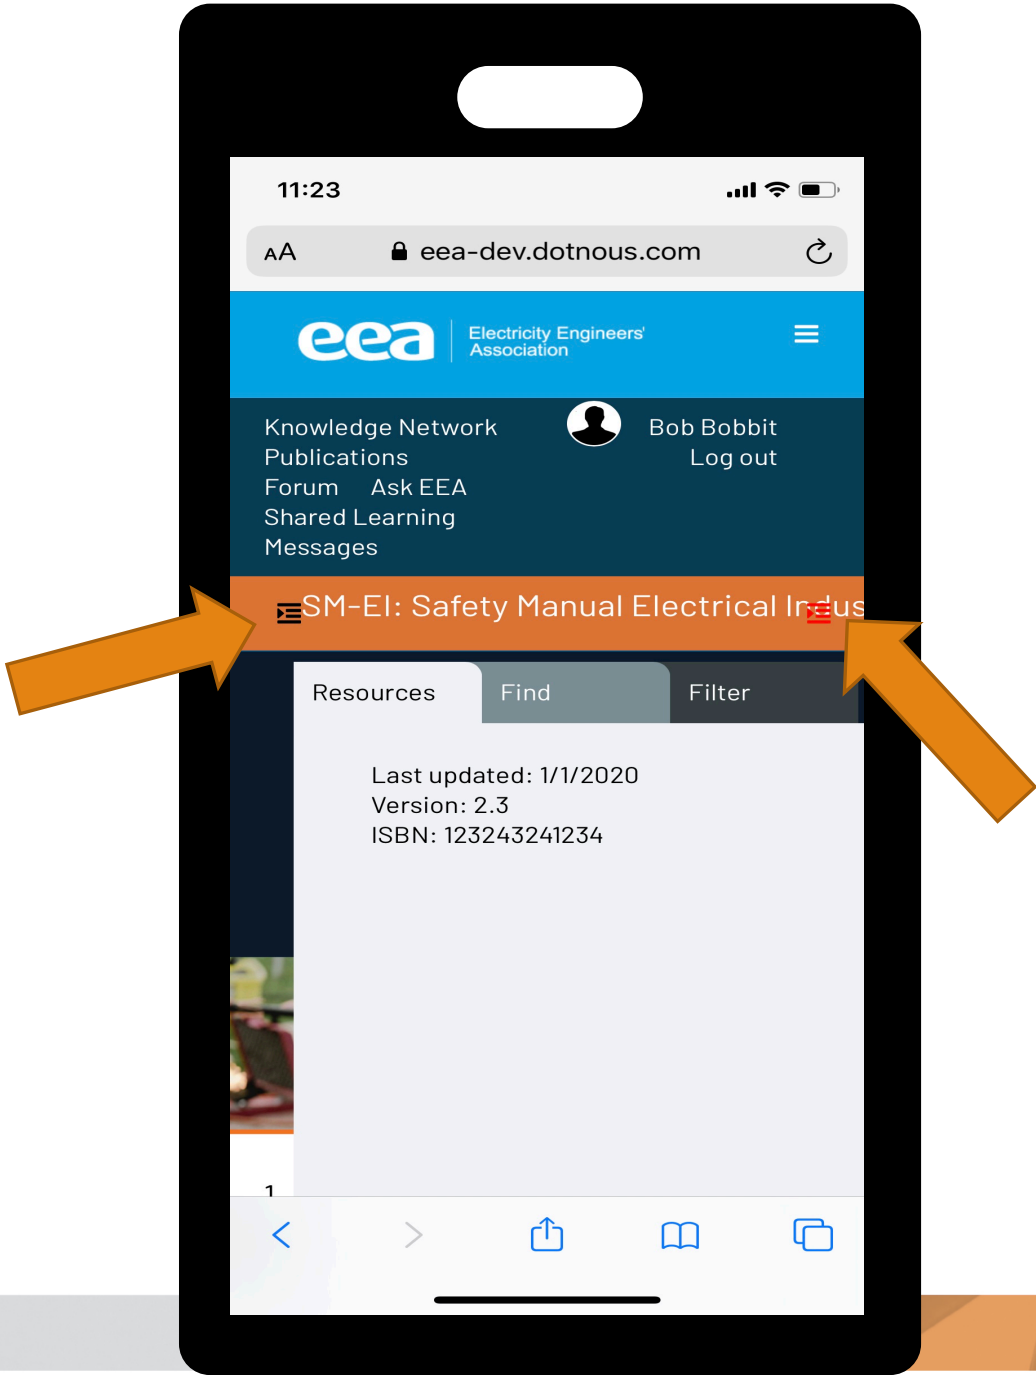 11:23
AA eea-dev.dotnous.com
eea Electricity Engineers'
Association
Knowledge Network Bob Bobbit
Publications Log out
Forum Ask EEA
Shared Learning
Messages
SM-EI: Safety Manual Electrical Indus
Resources Find Filter
Last updated: 1/1/2020
Version: 2.3
ISBN: 123243241234
1